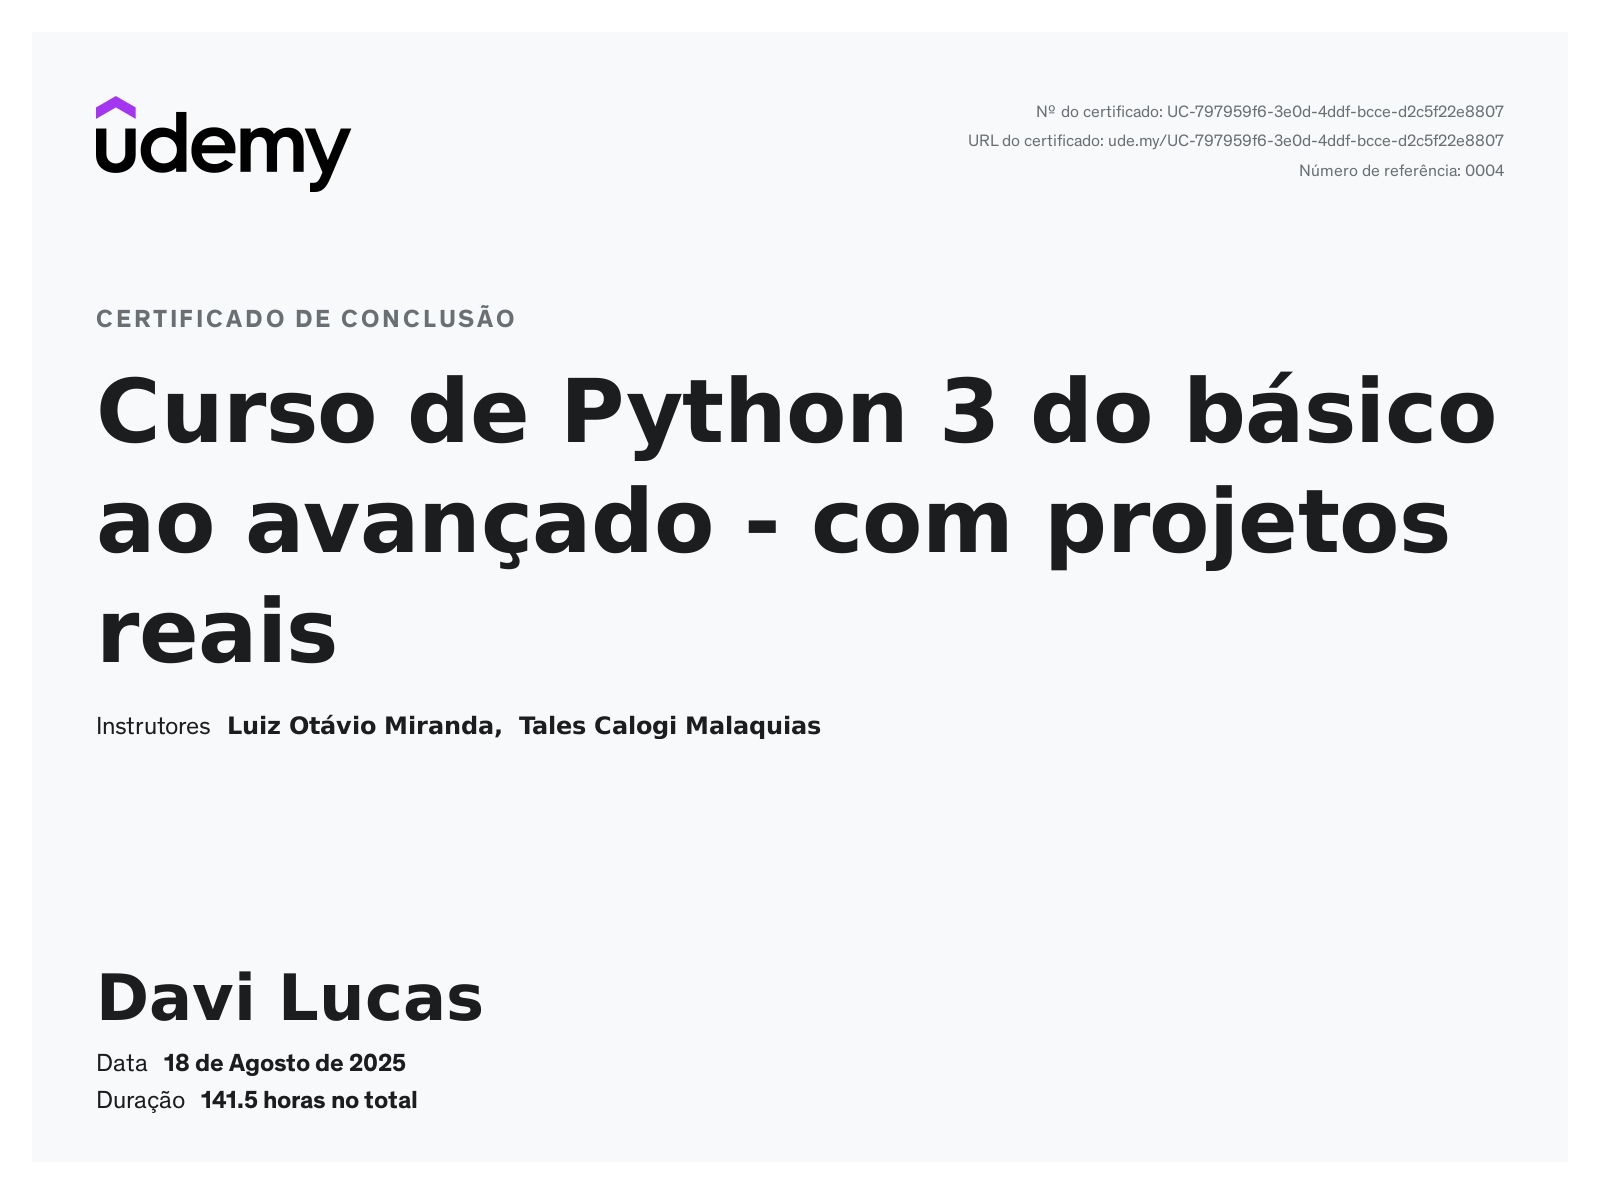 udemy
Nº do certificado: UC-797959f6-3e0d-4ddf-bcce-d2c5f22e8807
URL do certificado: ude.my/UC-797959f6-3e0d-4ddf-bcce-d2c5f22e8807
Número de referência: 0004
CERTIFICADO DE CONCLUSÃO
Curso de Python 3 do básico
ao avançado - com projetos
reais
Instrutores Luiz Otávio Miranda, Tales Calogi Malaquias
Davi Lucas
Data 18 de Agosto de 2025
Duração 141.5 horas no total